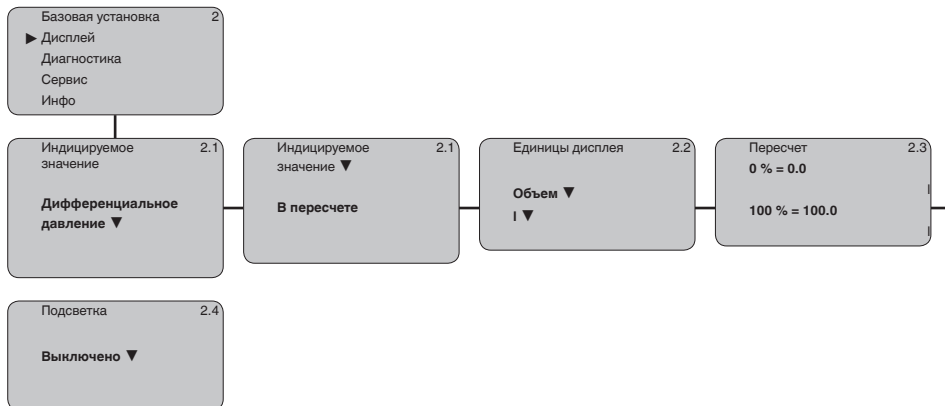 Базовая установка 2
▶ Дисплей
Диагностика
Сервис
Инфо
Индицируемое 2.1
значение
Дифференциальное
давление ▼
Индицируемое 2.1
значение ▼
В пересчете
Единицы дисплея 2.2
Объем ▼
l ▼
Пересчет 2.3
0 % = 0.0
l
100 % = 100.0
l
Подсветка 2.4
Выключено ▼